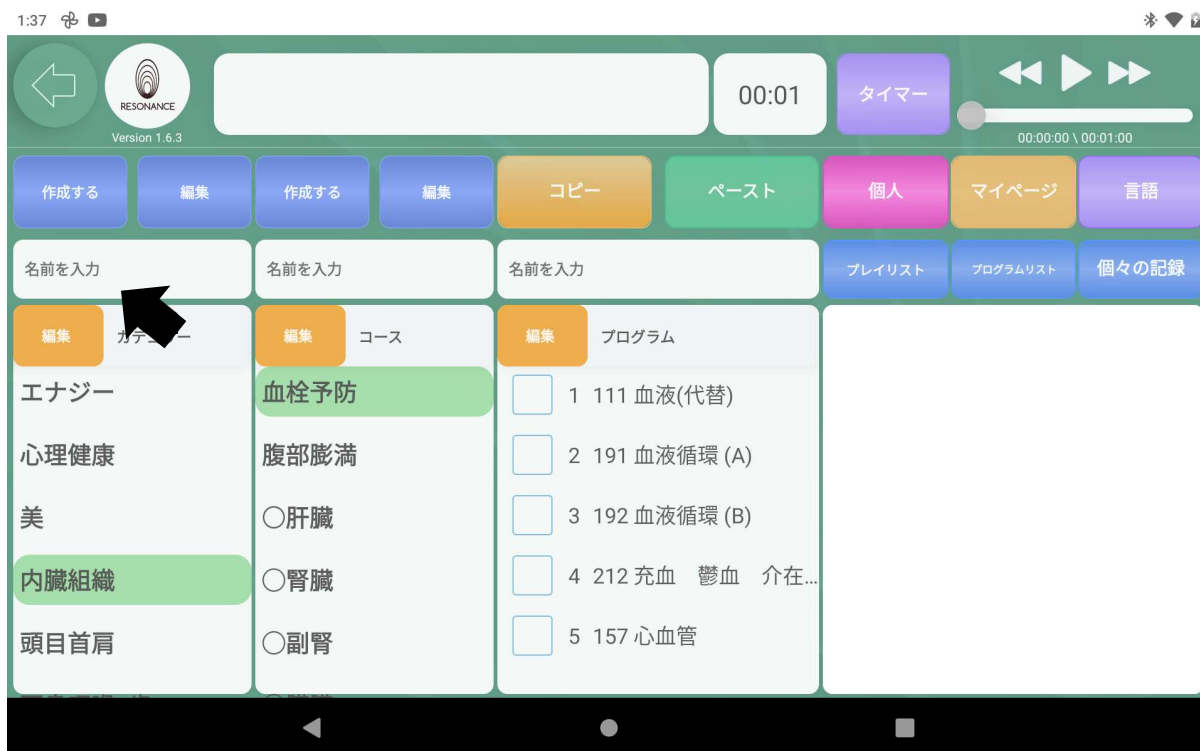 1:37
RESONANCE
Version 1.6.3
00:01
タイマー
00:00:00 \ 00:01:00
作成する
編集
作成する
編集
コピー
ペースト
個人
マイページ
言語
名前を入力
名前を入力
名前を入力
プレイリスト
プログラムリスト
個々の記録
編集
編集
コース
編集
プログラム
エナジー
心理健康
美
内臓組織
頭目首肩
血栓予防
腹部膨満
〇肝臓
〇腎臓
〇副腎
1 111 血液(代替)
2 191 血液循環 (A)
3 192 血液循環 (B)
4 212 充血 鬱血 介在...
5 157 心血管